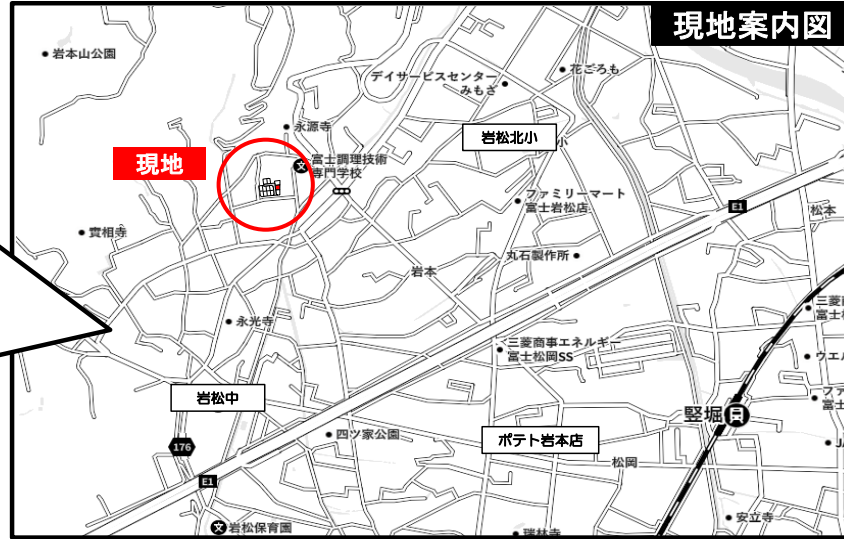 現地案内図
岩本山公園
花ごろも
デイサービスセンター
みもざ
永源寺
岩松北小
現地
文
富士調理技術
専門学校
ファミリーマート
富士岩松店
E1
松本
實相寺
丸石製作所
岩本
永光寺
三菱商事エネルギー
富士松岡SS
岩松中
竪堀
176
四ツ家公園
ポテト岩本店
松岡
E1
文
岩松保育園
安立寺
瑞林寺